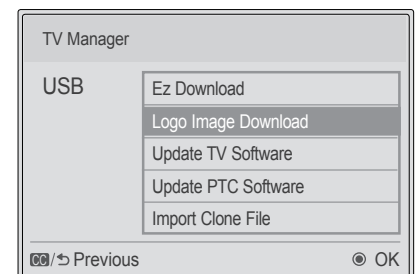 TV Manager
USB
Ez Download
Logo Image Download
Update TV Software
Update PTC Software
Import Clone File
CC/⮌ Previous
◉ OK